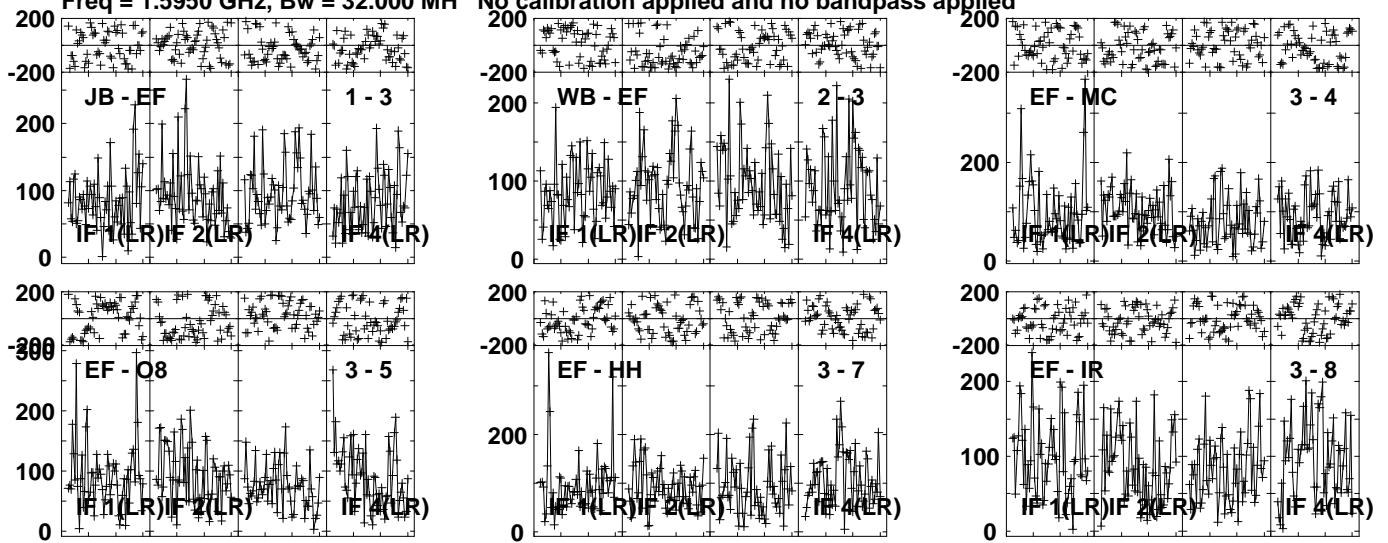 Freq = 1.5950 GHz, Bw = 32.000 MH No calibration applied and no bandpass applied
200
-200
JB - EF 1 - 3
200
100
0
IF 1(LR) IF 2(LR) IF 4(LR)
200
-200
WB - EF 2 - 3
200
100
0
IF 1(LR) IF 2(LR) IF 4(LR)
200
-200
EF - MC 3 - 4
200
0
IF 1(LR) IF 2(LR) IF 4(LR)
200
-200
300
EF - O8 3 - 5
200
100
0
IF 1(LR) IF 2(LR) IF 4(LR)
200
-200
EF - HH 3 - 7
200
0
IF 1(LR) IF 2(LR) IF 4(LR)
200
-200
EF - IR 3 - 8
200
100
0
IF 1(LR) IF 2(LR) IF 4(LR)